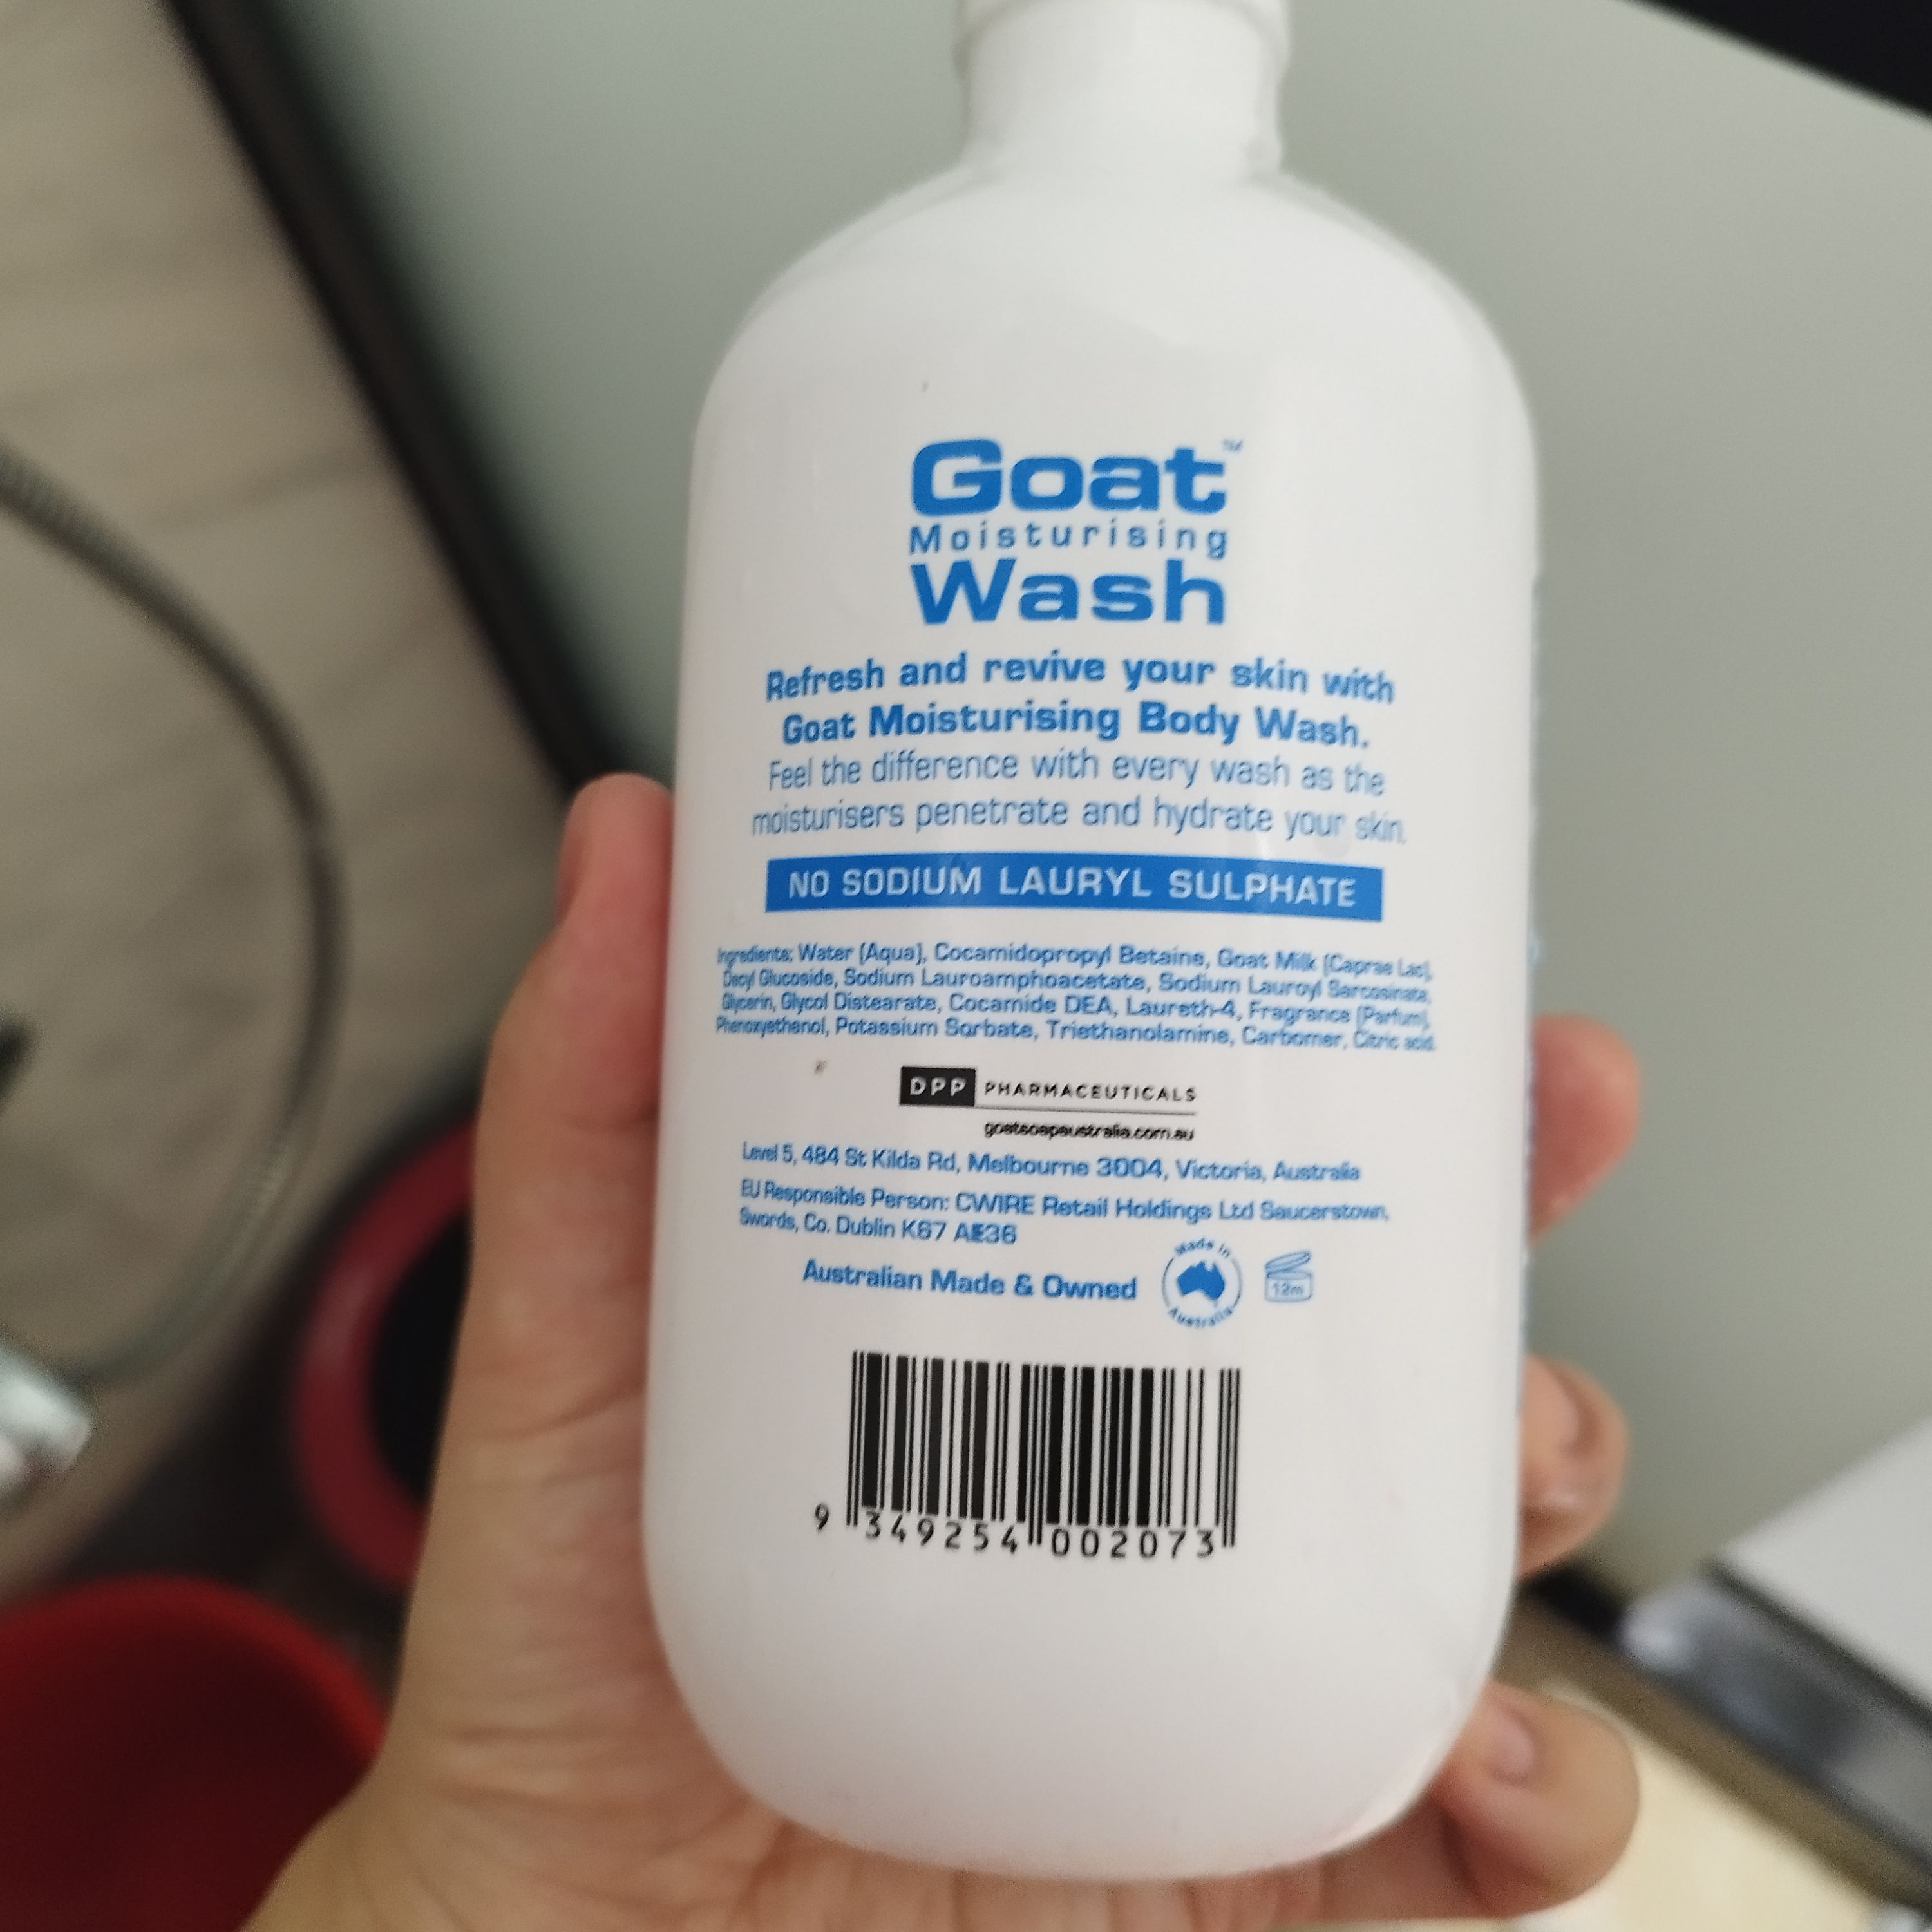 Goat™
Moisturising
Wash
Refresh and revive your skin with
Goat Moisturising Body Wash.
Feel the difference with every wash as the
moisturisers penetrate and hydrate your skin.
NO SODIUM LAURYL SULPHATE
Ingredients: Water (Aqua), Cocamidopropyl Betaine, Goat Milk (Caprae Lac),
Decyl Glucoside, Sodium Lauroamphoacetate, Sodium Lauroyl Sarcosinate,
Glycerin, Glycol Distearate, Cocamide DEA, Laureth-4, Fragrance (Parfum),
Phenoxyethanol, Potassium Sorbate, Triethanolamine, Carbomer, Citric acid.
DPP PHARMACEUTICALS
goatsoapaustralia.com.au
Level 5, 484 St Kilda Rd, Melbourne 3004, Victoria, Australia
EU Responsible Person: CWIRE Retail Holdings Ltd Saucerstown,
Swords, Co. Dublin K67 AE36
Australian Made & Owned
Made in
Australia
12m
9 349254 002073